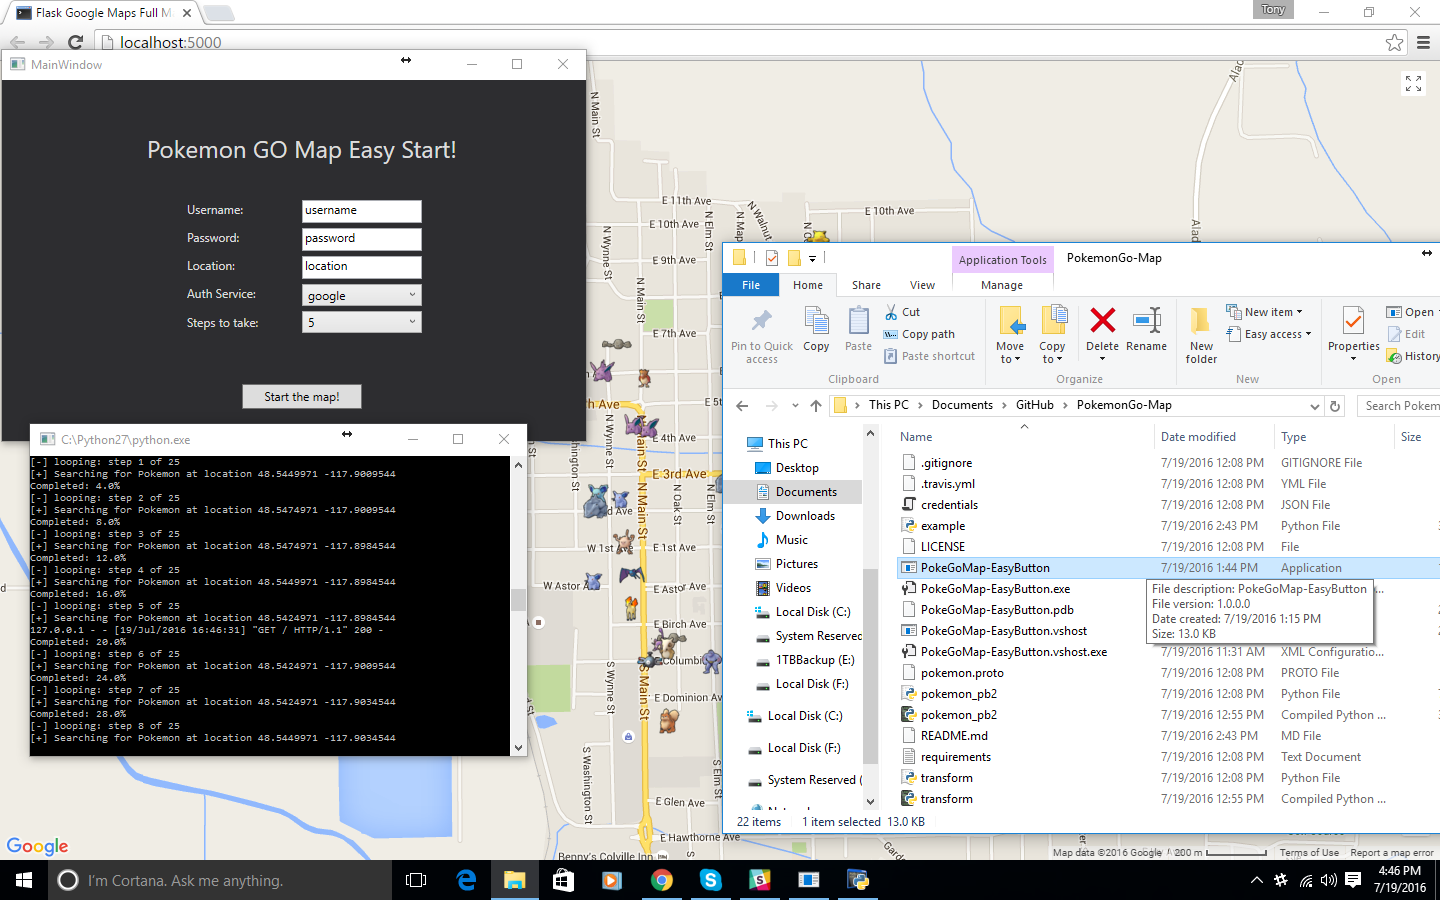 Flask Google Maps Full M
Tony
localhost:5000
MainWindow
Pokemon GO Map Easy Start!
Username:
username
Password:
password
Location:
location
Auth Service:
google
Steps to take:
5
Start the map!
C:\Python27\python.exe
[-] looping: step 1 of 25
[+] Searching for Pokemon at location 48.5449971 -117.9009544
Completed: 4.0%
[-] looping: step 2 of 25
[+] Searching for Pokemon at location 48.5474971 -117.9009544
Completed: 8.0%
[-] looping: step 3 of 25
[+] Searching for Pokemon at location 48.5474971 -117.8984544
Completed: 12.0%
[-] looping: step 4 of 25
[+] Searching for Pokemon at location 48.5449971 -117.8984544
Completed: 16.0%
[-] looping: step 5 of 25
[+] Searching for Pokemon at location 48.5424971 -117.8984544
127.0.0.1 - - [19/Jul/2016 16:46:31] "GET / HTTP/1.1" 200 -
Completed: 20.0%
[-] looping: step 6 of 25
[+] Searching for Pokemon at location 48.5424971 -117.9009544
Completed: 24.0%
[-] looping: step 7 of 25
[+] Searching for Pokemon at location 48.5424971 -117.9034544
Completed: 28.0%
[-] looping: step 8 of 25
[+] Searching for Pokemon at location 48.5449971 -117.9034544
N Main St
N Wynne St
E 11th Ave
E 10th Ave
E 10th Ave
N Elm St
N Map
N Walnut
E 9th Ave
N Wynne St
N Main St
E 7th Ave
th Ave
E 5t
E 4th Ave
E 3rd Ave
nd Ave
N Main St
N Oak St
N Elm St
ashington St
W 1st Ave
E 1st Ave
W Astor Ave
E Astor
E Birch Ave
Columbi
E Dominion Av
S Main St
S Washington St
S Elm St
E Glen Ave
E Hawthorne Ave
Benny's Colville Inn
Alad
Alad
Google
Map data ©2016 Google
200 m
Terms of Use
Report a map error
Application Tools
PokemonGo-Map
File
Home
Share
View
Manage
Pin to Quick access
Copy
Paste
Cut
Copy path
Paste shortcut
Clipboard
Move to
Copy to
Delete
Rename
Organize
New folder
New item
Easy access
New
Properties
Open
Edit
History
Open
This PC
Documents
GitHub
PokemonGo-Map
Search Pokem
This PC
Desktop
Documents
Downloads
Music
Pictures
Videos
Local Disk (C:)
System Reserved
1TBBackup (E:)
Local Disk (F:)
Local Disk (C:)
Local Disk (F:)
System Reserved (
Name Date modified Type Size
.gitignore 7/19/2016 12:08 PM GITIGNORE File
.travis.yml 7/19/2016 12:08 PM YML File
credentials 7/19/2016 12:08 PM JSON File
example 7/19/2016 2:43 PM Python File
LICENSE 7/19/2016 12:08 PM File
PokeGoMap-EasyButton 7/19/2016 1:44 PM Application
PokeGoMap-EasyButton.exe
PokeGoMap-EasyButton.pdb
PokeGoMap-EasyButton.vshost
PokeGoMap-EasyButton.vshost.exe 7/19/2016 11:31 AM XML Configuratio...
pokemon.proto 7/19/2016 12:08 PM PROTO File
pokemon_pb2 7/19/2016 12:08 PM Python File
pokemon_pb2 7/19/2016 12:55 PM Compiled Python ...
README.md 7/19/2016 2:43 PM MD File
requirements 7/19/2016 12:08 PM Text Document
transform 7/19/2016 12:08 PM Python File
transform 7/19/2016 12:55 PM Compiled Python ...
File description: PokeGoMap-EasyButton
File version: 1.0.0.0
Date created: 7/19/2016 1:15 PM
Size: 13.0 KB
22 items 1 item selected 13.0 KB
I'm Cortana. Ask me anything.
4:46 PM
7/19/2016